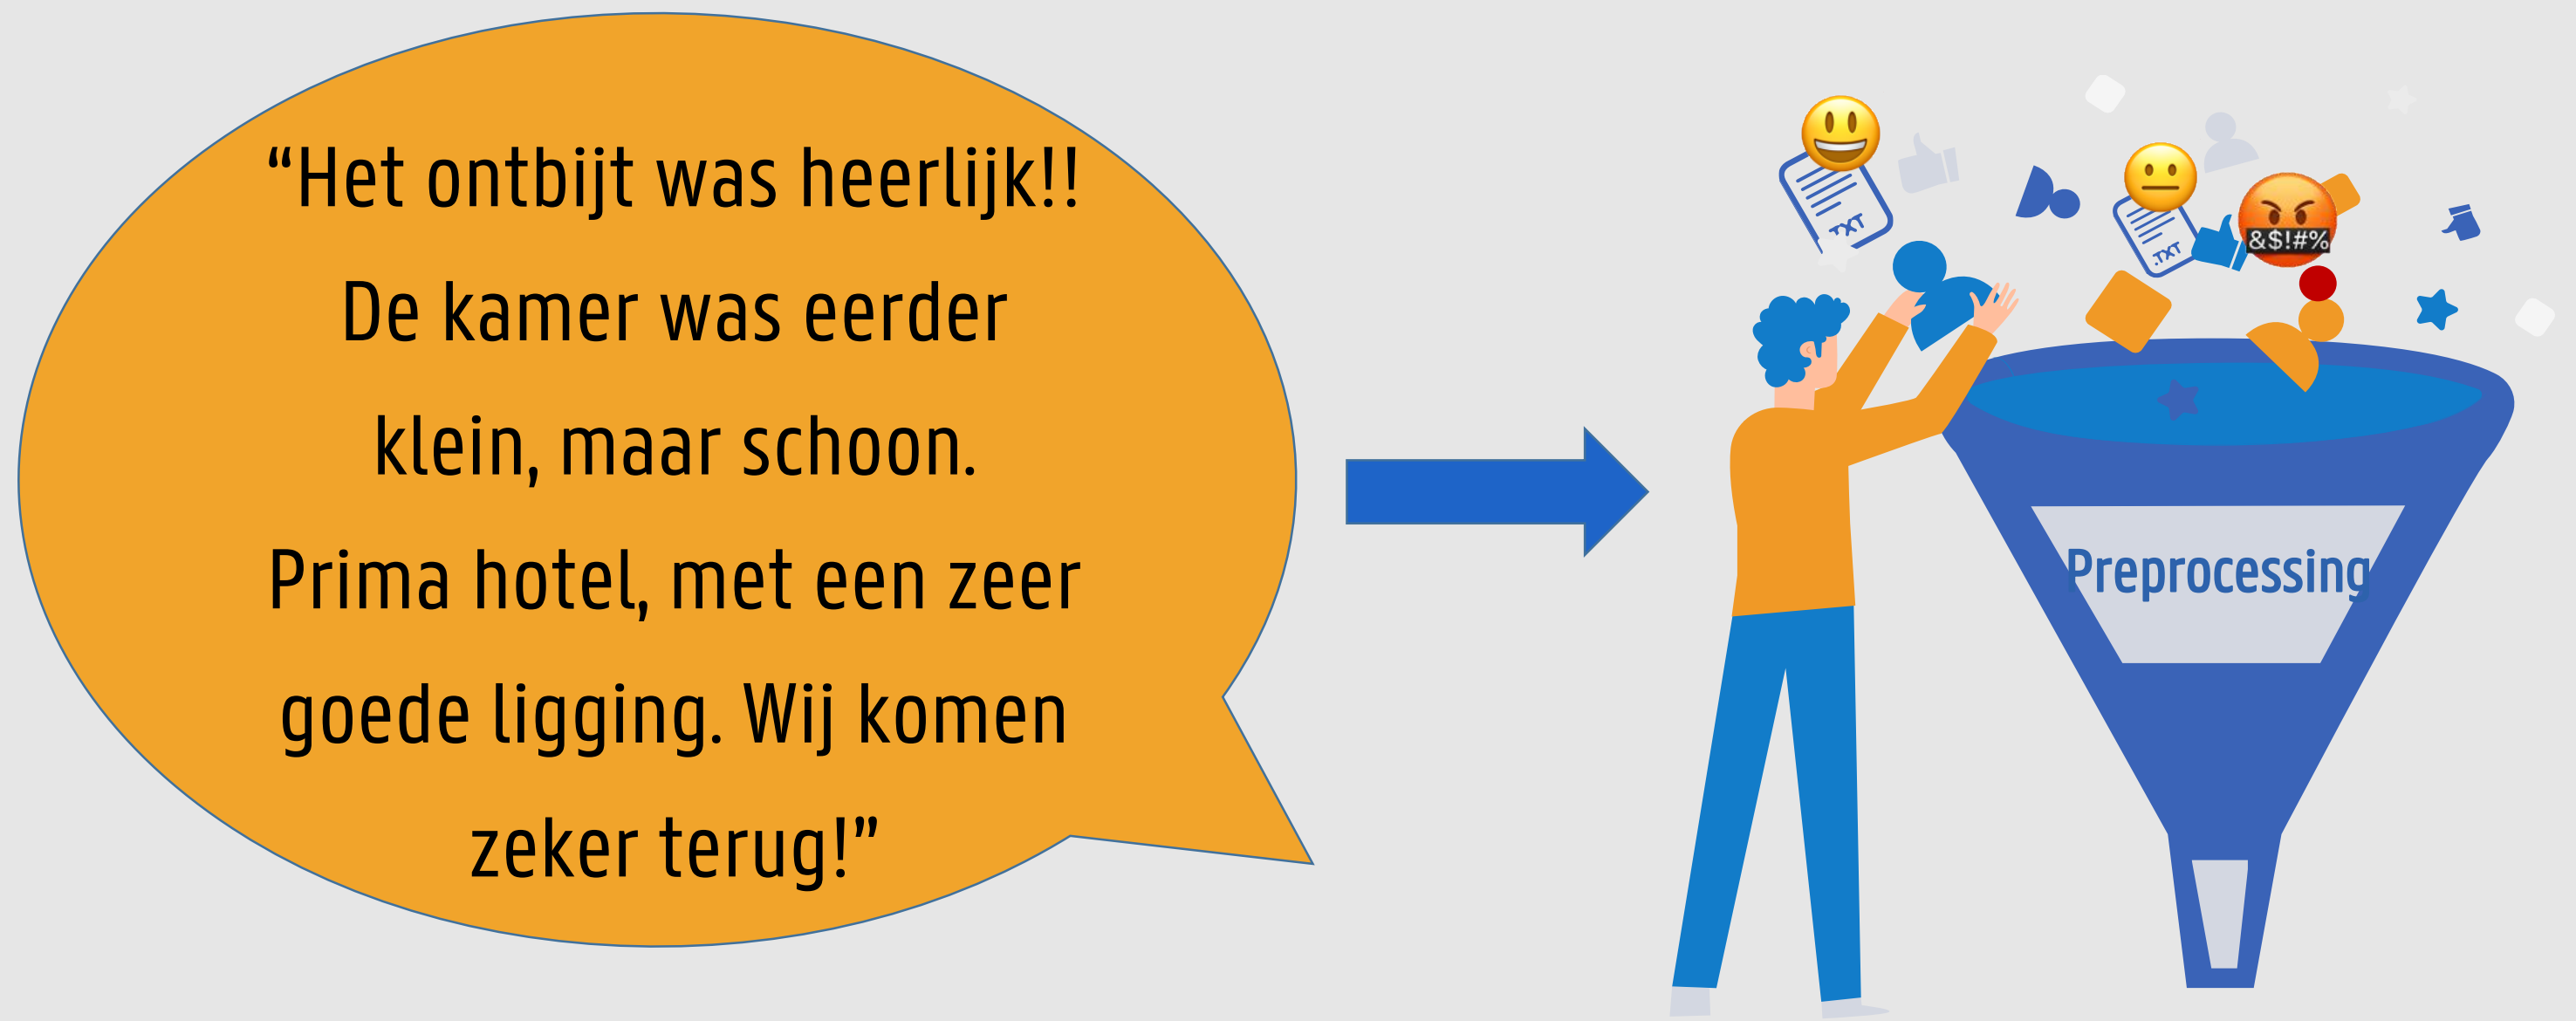 “Het ontbijt was heerlijk!!
De kamer was eerder
klein, maar schoon.
Prima hotel, met een zeer
goede ligging. Wij komen
zeker terug!”
.TXT
.TXT
&$!#%
Preprocessing